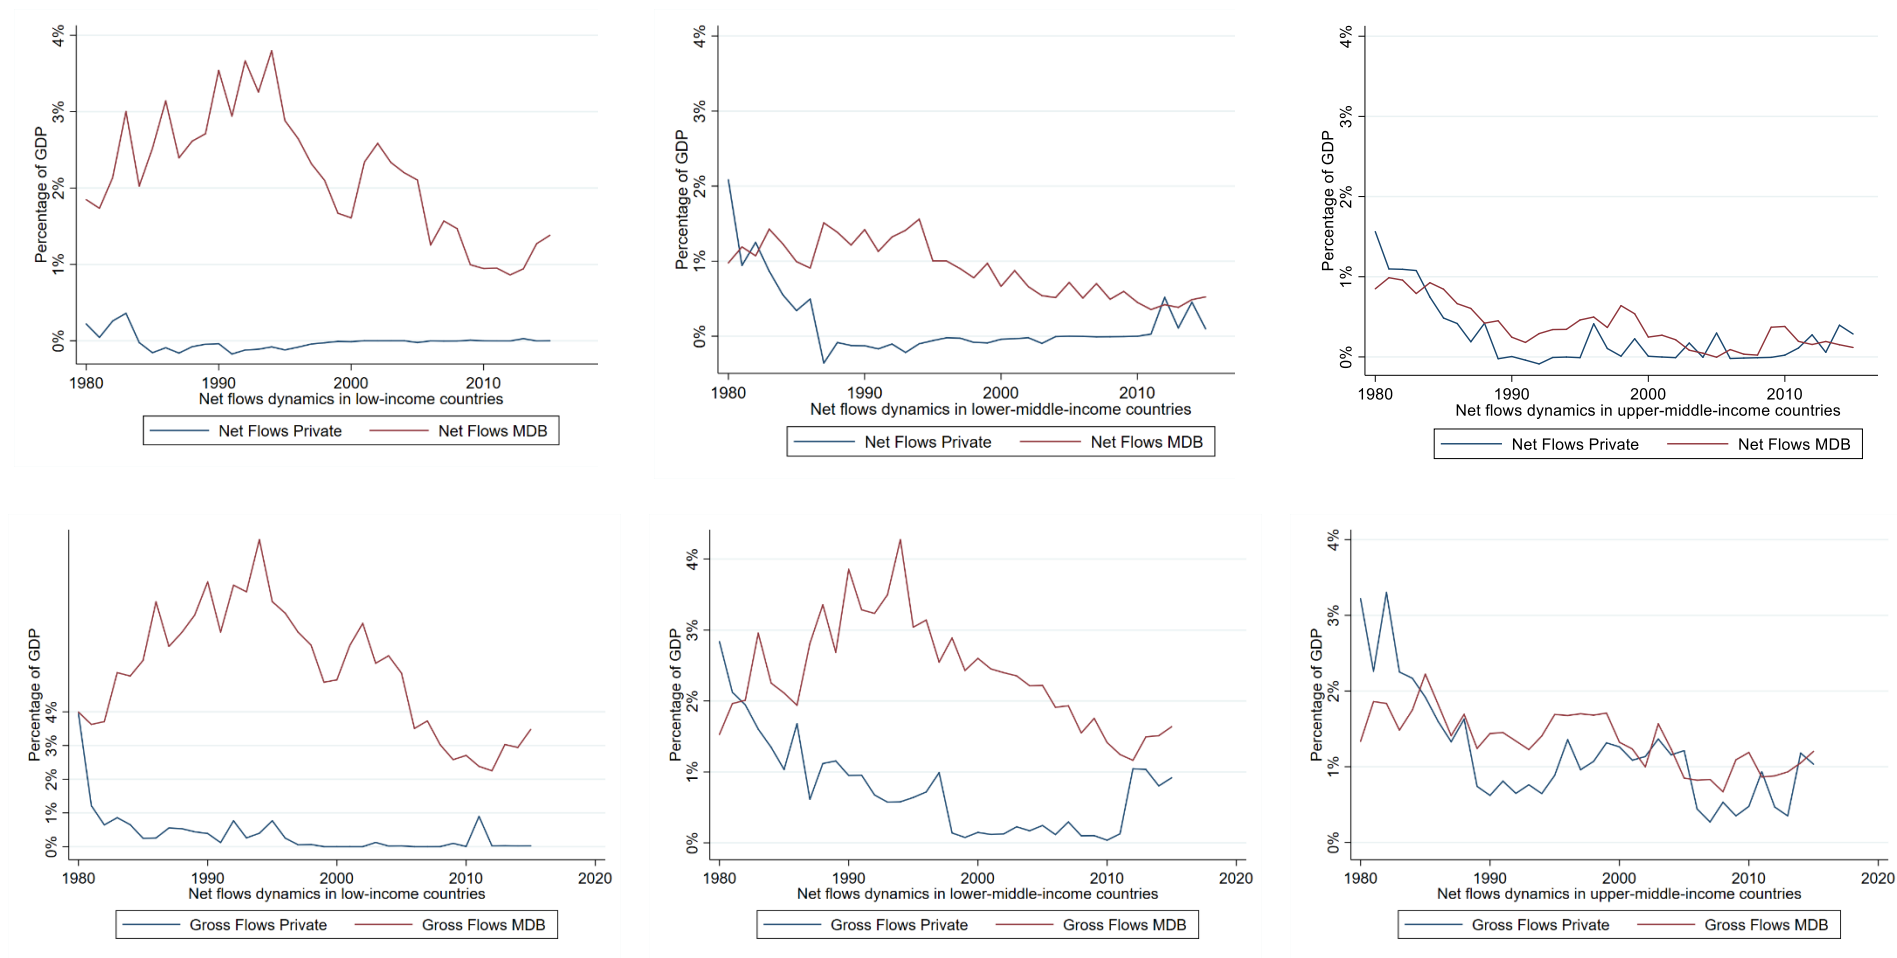 Percentage of GDP
4%
3%
2%
1%
0%
1980 1990 2000 2010
Net flows dynamics in low-income countries
Net Flows Private Net Flows MDB
Percentage of GDP
4%
3%
2%
1%
0%
1980 1990 2000 2010
Net flows dynamics in lower-middle-income countries
Net Flows Private Net Flows MDB
Percentage of GDP
4%
3%
2%
1%
0%
1980 1990 2000 2010
Net flows dynamics in upper-middle-income countries
Net Flows Private Net Flows MDB
Percentage of GDP
4%
3%
2%
1%
0%
1980 1990 2000 2010 2020
Net flows dynamics in low-income countries
Gross Flows Private Gross Flows MDB
Percentage of GDP
4%
3%
2%
1%
0%
1980 1990 2000 2010 2020
Net flows dynamics in lower-middle-income countries
Gross Flows Private Gross Flows MDB
Percentage of GDP
4%
3%
2%
1%
0%
1980 1990 2000 2010 2020
Net flows dynamics in upper-middle-income countries
Gross Flows Private Gross Flows MDB